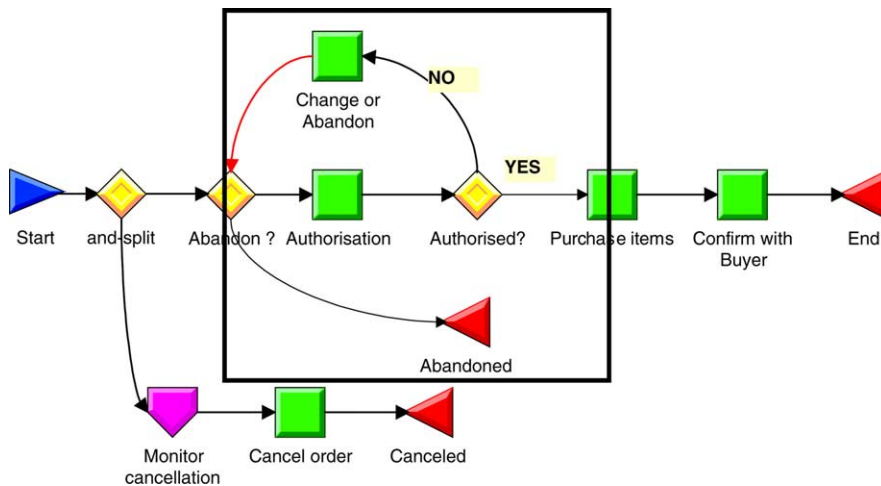 NO
Change or
Abandon
YES
Start
and-split
Abandon ?
Authorisation
Authorised?
Purchase items
Confirm with
Buyer
End
Abandoned
Monitor
cancellation
Cancel order
Canceled